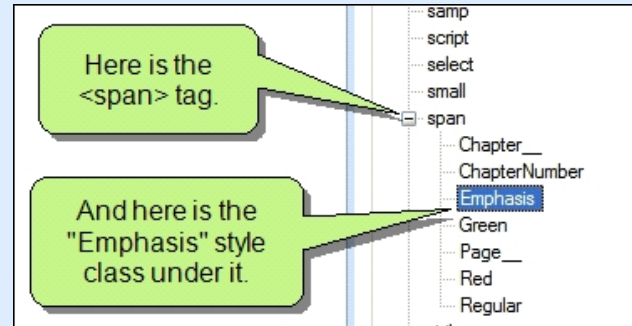 samp
script
select
small
span
Chapter__
ChapterNumber
Emphasis
Green
Page__
Red
Regular
Here is the
<span> tag.
And here is the
"Emphasis" style
class under it.